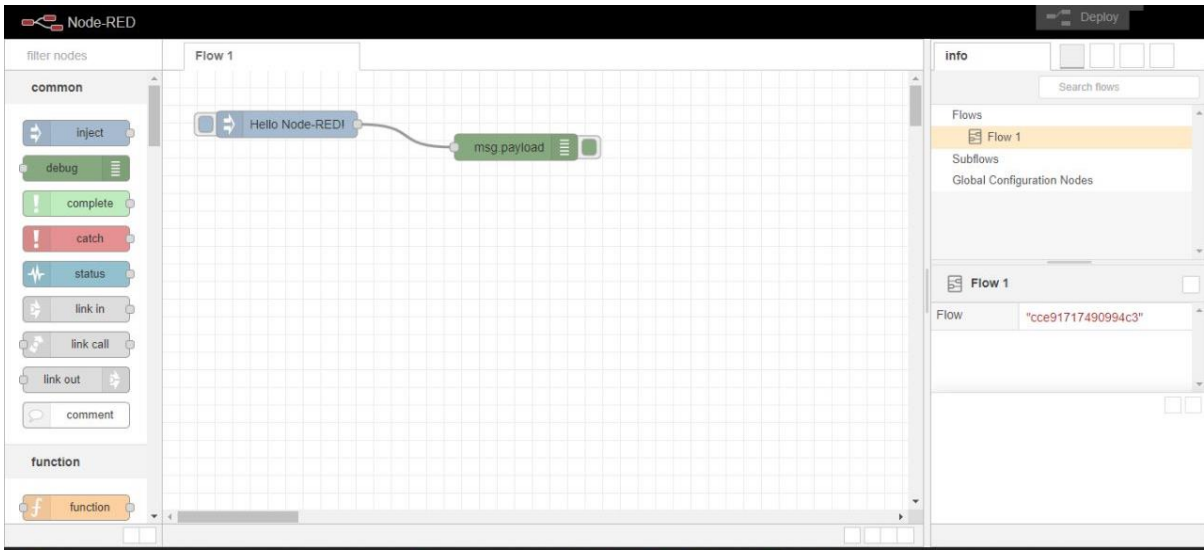 Node-RED
Deploy
filter nodes
common
inject
debug
complete
catch
status
link in
link call
link out
comment
function
function
Flow 1
Hello Node-RED!
msg.payload
info
Search flows
Flows
Flow 1
Subflows
Global Configuration Nodes
Flow 1
Flow "cce91717490994c3"